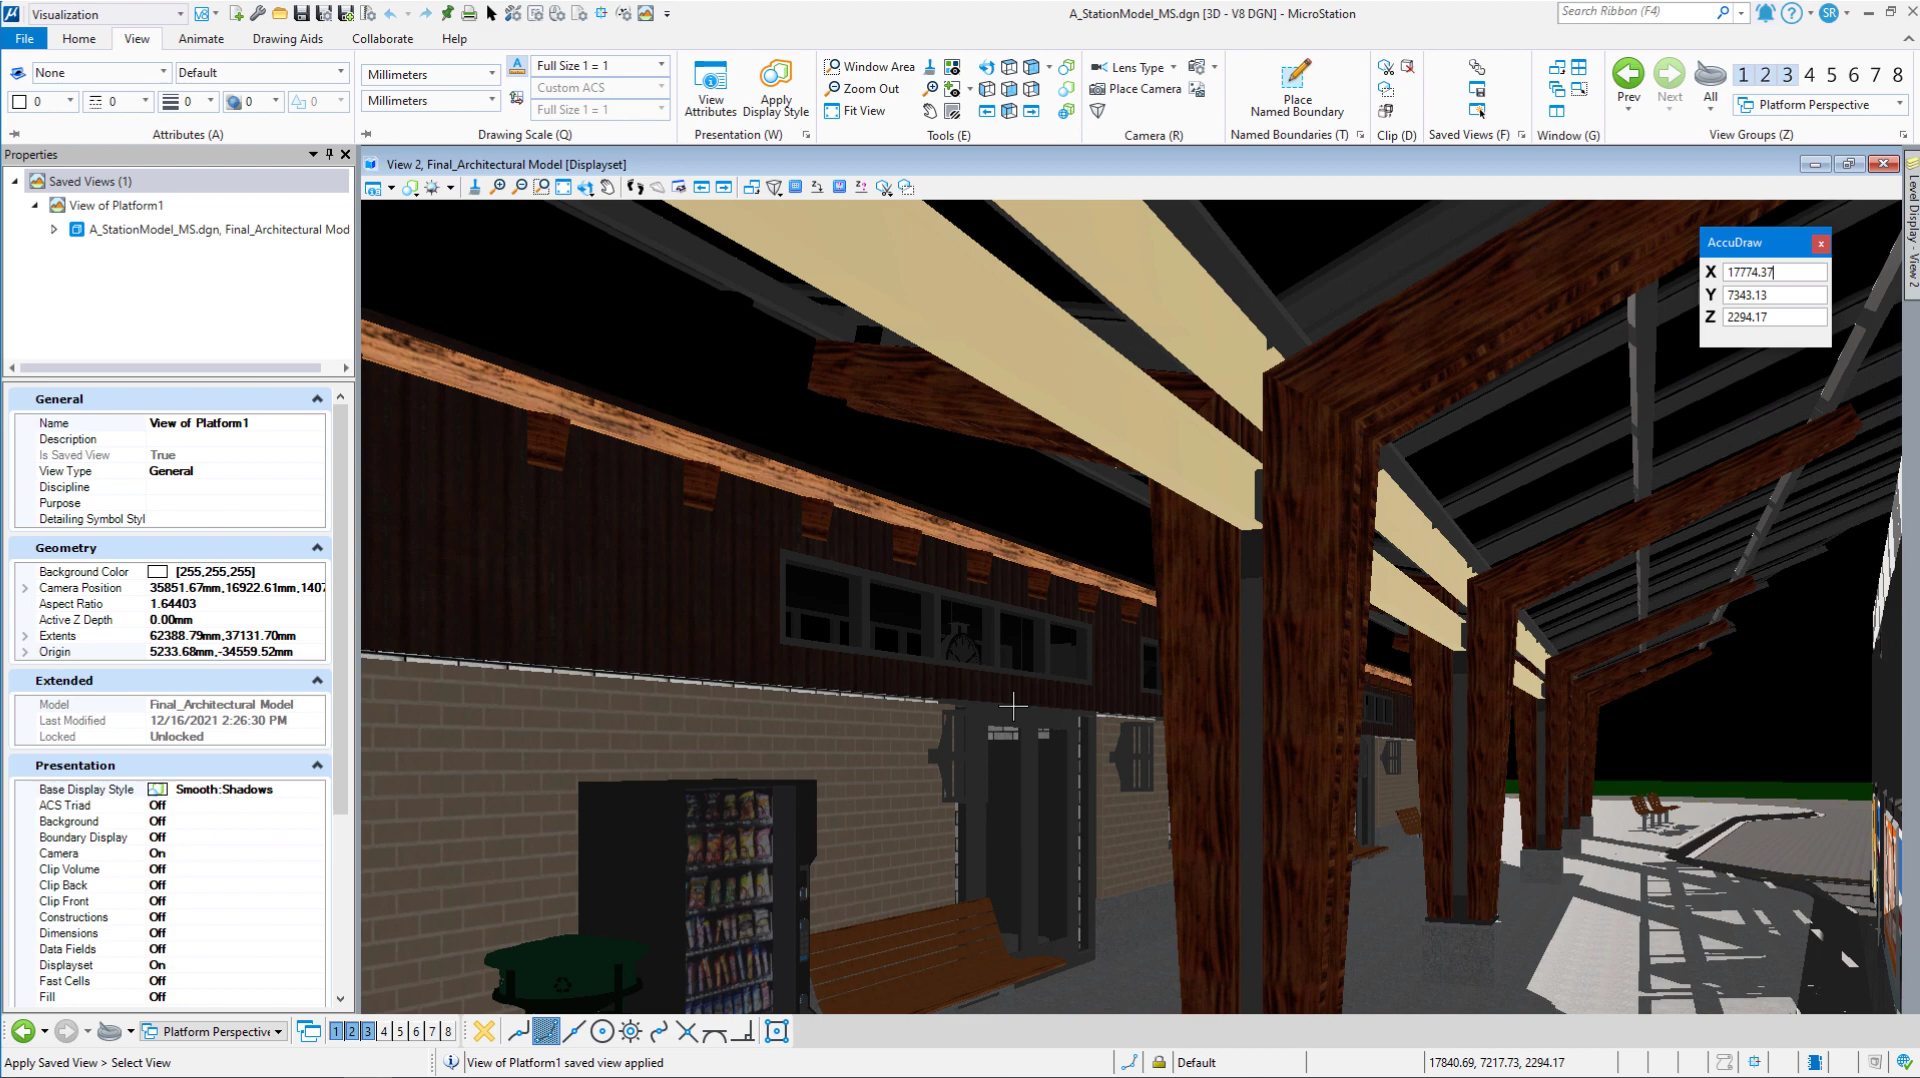 Visualization
A_StationModel_MS.dgn [3D - V8 DGN] - MicroStation
Search Ribbon (F4)
SR
File Home View Animate Drawing Aids Collaborate Help
None Default
0 0 0 0 0
Attributes (A)
Millimeters
Millimeters
Full Size 1 = 1
Custom ACS
Full Size 1 = 1
Drawing Scale (Q)
View Attributes
Apply Display Style
Presentation (W)
Window Area
Zoom Out
Fit View
Tools (E)
Lens Type
Place Camera
Camera (R)
Place Named Boundary
Named Boundaries (T)
Clip (D)
Saved Views (F)
Window (G)
Prev Next All
1 2 3 4 5 6 7 8
Platform Perspective
View Groups (Z)
Properties
Saved Views (1)
View of Platform1
A_StationModel_MS.dgn, Final_Architectural Mod
General
Name View of Platform1
Description
Is Saved View True
View Type General
Discipline
Purpose
Detailing Symbol Styl
Geometry
Background Color [255,255,255]
Camera Position 35851.67mm,16922.61mm,1407
Aspect Ratio 1.64403
Active Z Depth 0.00mm
Extents 62388.79mm,37131.70mm
Origin 5233.68mm,-34559.52mm
Extended
Model Final_Architectural Model
Last Modified 12/16/2021 2:26:30 PM
Locked Unlocked
Presentation
Base Display Style Smooth:Shadows
ACS Triad Off
Background Off
Boundary Display Off
Camera On
Clip Volume Off
Clip Back Off
Clip Front Off
Constructions Off
Dimensions Off
Data Fields Off
Displayset On
Fast Cells Off
Fill Off
View 2, Final_Architectural Model [Displayset]
AccuDraw
X 17774.37
Y 7343.13
Z 2294.17
Level Display - View 2
Platform Perspective
1 2 3 4 5 6 7 8
Apply Saved View > Select View
View of Platform1 saved view applied
Default
17840.69, 7217.73, 2294.17